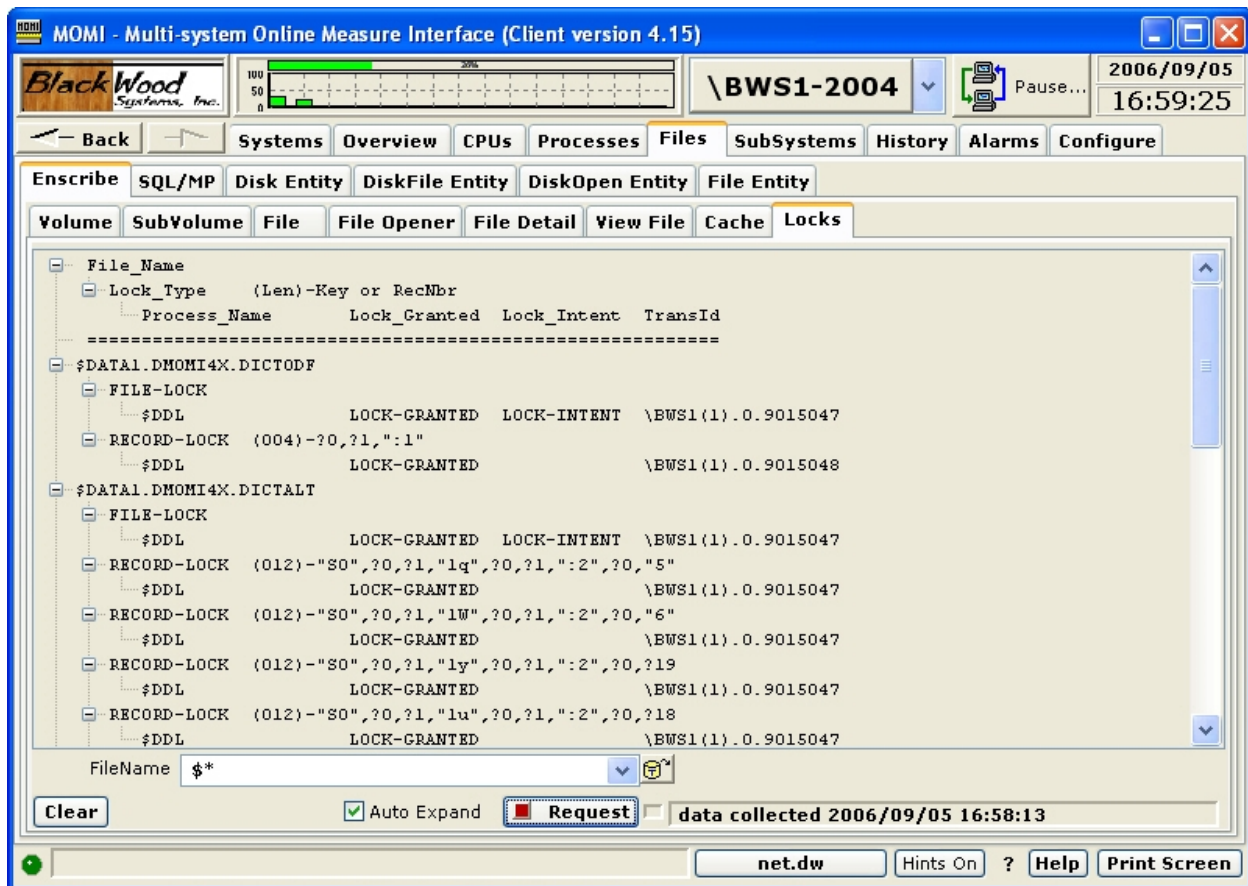 MOMI - Multi-system Online Measure Interface (Client version 4.15)
BlackWood Systems, Inc.
20%
100
50
0
\BWS1-2004
Pause...
2006/09/05
16:59:25
Back
Systems Overview CPUs Processes Files SubSystems History Alarms Configure
Enscribe SQL/MP Disk Entity DiskFile Entity DiskOpen Entity File Entity
Volume SubVolume File File Opener File Detail View File Cache Locks
File_Name
Lock_Type (Len)-Key or RecNbr
Process_Name Lock_Granted Lock_Intent TransId
==========================================================
$DATA1.DMOMI4X.DICTODF
FILE-LOCK
$DDL LOCK-GRANTED LOCK-INTENT \BWS1(1).0.9015047
RECORD-LOCK (004)-?0,?1,":1"
$DDL LOCK-GRANTED \BWS1(1).0.9015048
$DATA1.DMOMI4X.DICTALT
FILE-LOCK
$DDL LOCK-GRANTED LOCK-INTENT \BWS1(1).0.9015047
RECORD-LOCK (012)-"S0",?0,?1,"1q",?0,?1,":2",?0,"5"
$DDL LOCK-GRANTED \BWS1(1).0.9015047
RECORD-LOCK (012)-"S0",?0,?1,"1W",?0,?1,":2",?0,"6"
$DDL LOCK-GRANTED \BWS1(1).0.9015047
RECORD-LOCK (012)-"S0",?0,?1,"1y",?0,?1,":2",?0,?19
$DDL LOCK-GRANTED \BWS1(1).0.9015047
RECORD-LOCK (012)-"S0",?0,?1,"1u",?0,?1,":2",?0,?18
$DDL LOCK-GRANTED \BWS1(1).0.9015047
FileName $*
Clear Auto Expand Request data collected 2006/09/05 16:58:13
net.dw Hints On ? Help Print Screen